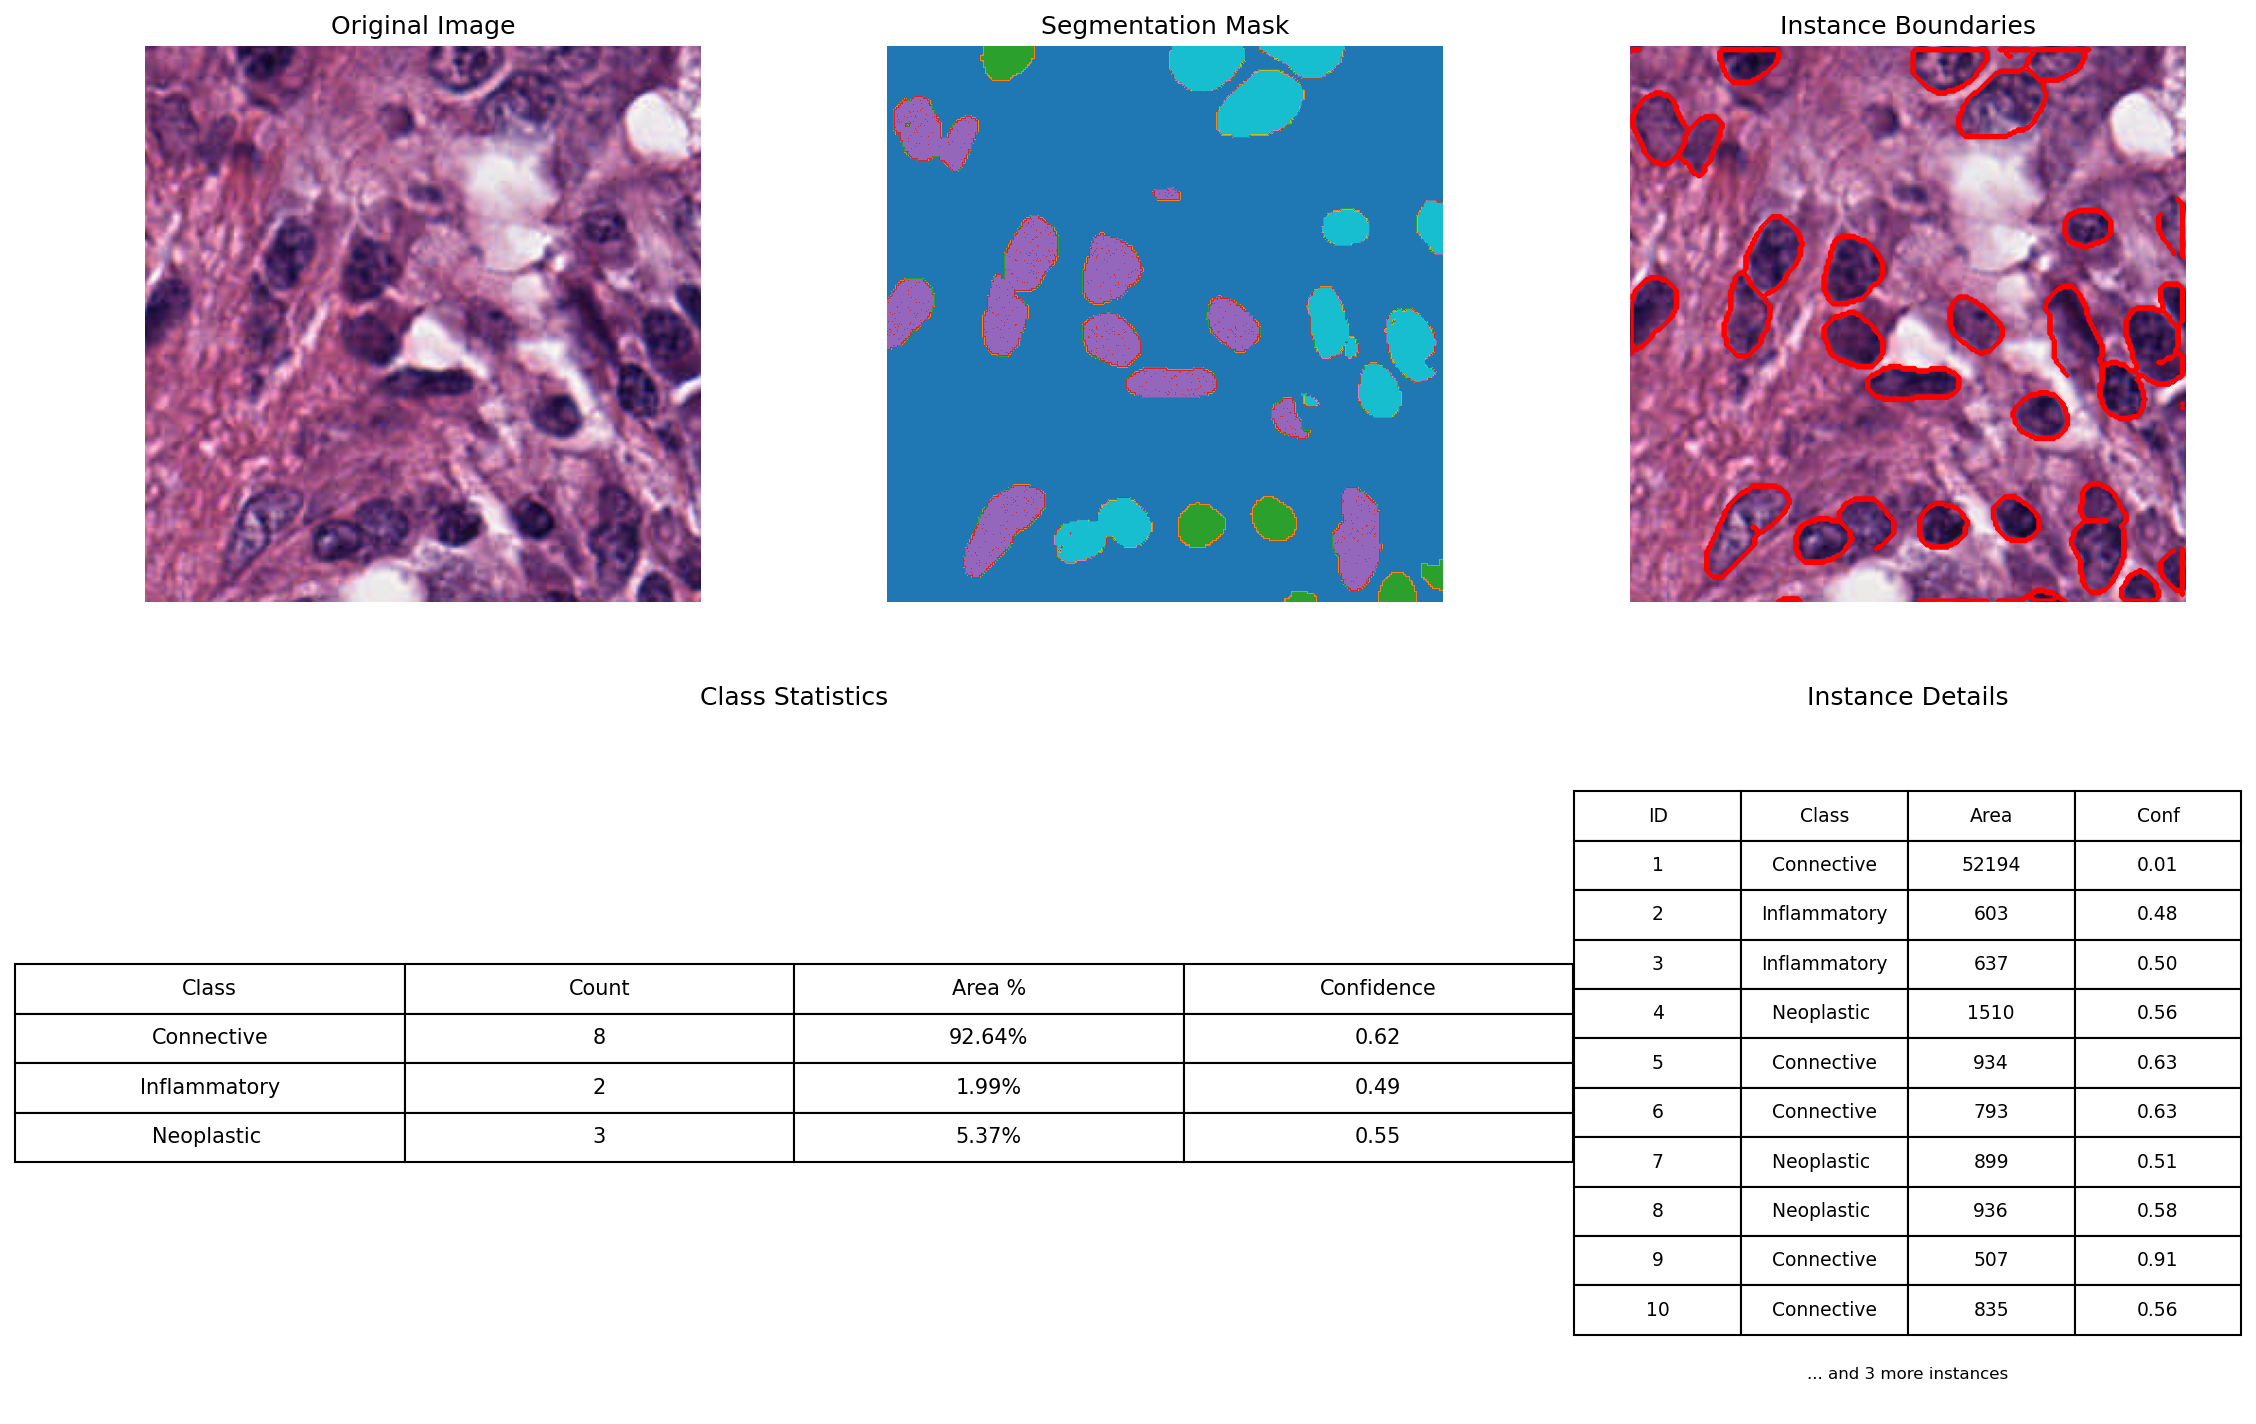 Original Image
Segmentation Mask
Instance Boundaries
Class Statistics
Class Count Area % Confidence
Connective 8 92.64% 0.62
Inflammatory 2 1.99% 0.49
Neoplastic 3 5.37% 0.55
Instance Details
ID Class Area Conf
1 Connective 52194 0.01
2 Inflammatory 603 0.48
3 Inflammatory 637 0.50
4 Neoplastic 1510 0.56
5 Connective 934 0.63
6 Connective 793 0.63
7 Neoplastic 899 0.51
8 Neoplastic 936 0.58
9 Connective 507 0.91
10 Connective 835 0.56
... and 3 more instances